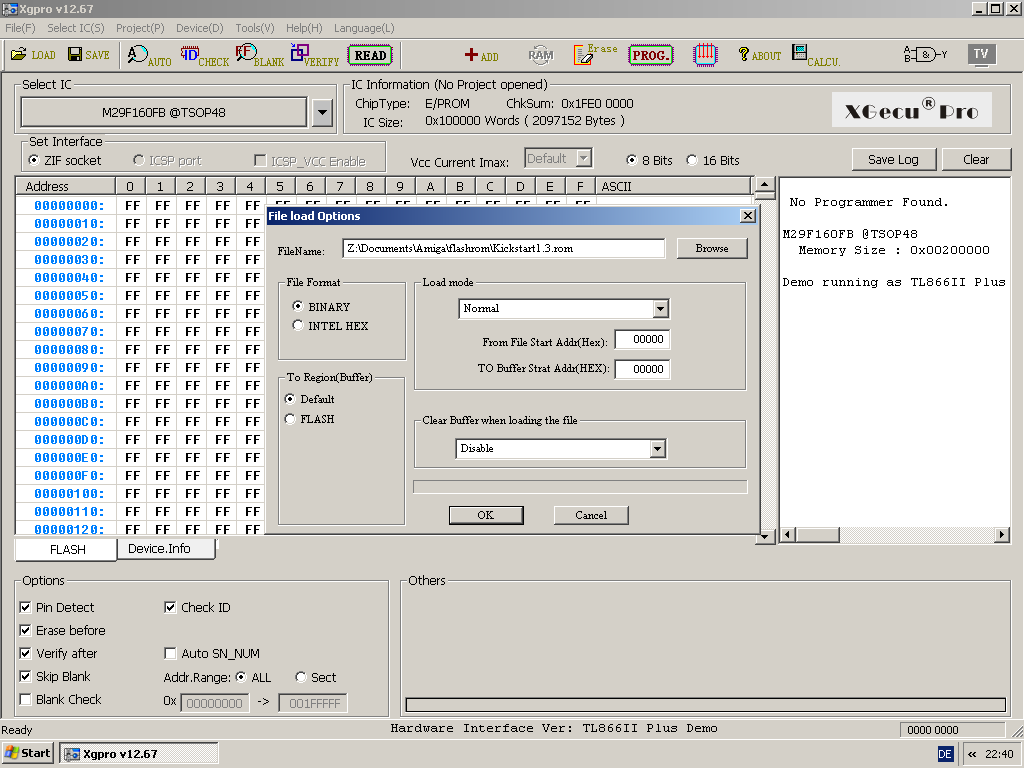 Xgpro v12.67
File(F) Select IC(S) Project(P) Device(D) Tools(V) Help(H) Language(L)
LOAD SAVE AUTO CHECK BLANK VERIFY READ ADD RAM Erase PROG. ABOUT CALCU. TV
Select IC
M29F160FB @TSOP48
IC Information (No Project opened)
ChipType: E/PROM ChkSum: 0x1FE0 0000
IC Size: 0x100000 Words ( 2097152 Bytes )
XGecu® Pro
Set Interface
ZIF socket ICSP port ICSP_VCC Enable
Vcc Current Imax: Default 8 Bits 16 Bits Save Log Clear
Address 0 1 2 3 4 5 6 7 8 9 A B C D E F ASCII
00000000: FF FF FF FF FF FF FF FF FF FF FF FF FF FF FF FF
00000010: FF FF FF FF FF
00000020: FF FF FF FF FF
00000030: FF FF FF FF FF
00000040: FF FF FF FF FF
00000050: FF FF FF FF FF
00000060: FF FF FF FF FF
00000070: FF FF FF FF FF
00000080: FF FF FF FF FF
00000090: FF FF FF FF FF
000000A0: FF FF FF FF FF
000000B0: FF FF FF FF FF
000000C0: FF FF FF FF FF
000000D0: FF FF FF FF FF
000000E0: FF FF FF FF FF
000000F0: FF FF FF FF FF
00000100: FF FF FF FF FF
00000110: FF FF FF FF FF
00000120: FF FF FF FF FF
File load Options
FileName: Z:\Documents\Amiga\flashrom\Kickstart1.3.rom Browse
File Format
BINARY
INTEL HEX
To Region(Buffer)
Default
FLASH
Load mode
Normal
From File Start Addr(Hex): 00000
TO Buffer Strat Addr(HEX): 00000
Clear Buffer when loading the file
Disable
OK Cancel
No Programmer Found.
M29F160FB @TSOP48
Memory Size : 0x00200000
Demo running as TL866II Plus
FLASH Device.Info
Options
Pin Detect Check ID
Erase before
Verify after Auto SN_NUM
Skip Blank Addr.Range: ALL Sect
Blank Check 0x 00000000 -> 001FFFFF
Others
Ready Hardware Interface Ver: TL866II Plus Demo 0000 0000
Start Xgpro v12.67 DE « 22:40